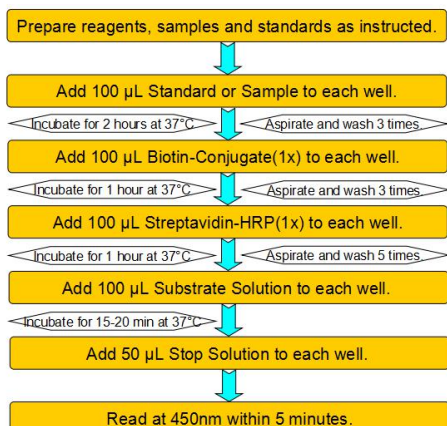 Prepare reagents, samples and standards as instructed.
Add 100 µL Standard or Sample to each well.
Incubate for 2 hours at 37°C
Aspirate and wash 3 times.
Add 100 µL Biotin-Conjugate(1x) to each well.
Incubate for 1 hour at 37°C
Aspirate and wash 3 times.
Add 100 µL Streptavidin-HRP(1x) to each well.
Incubate for 1 hour at 37°C
Aspirate and wash 5 times.
Add 100 µL Substrate Solution to each well.
Incubate for 15-20 min at 37°C
Add 50 µL Stop Solution to each well.
Read at 450nm within 5 minutes.